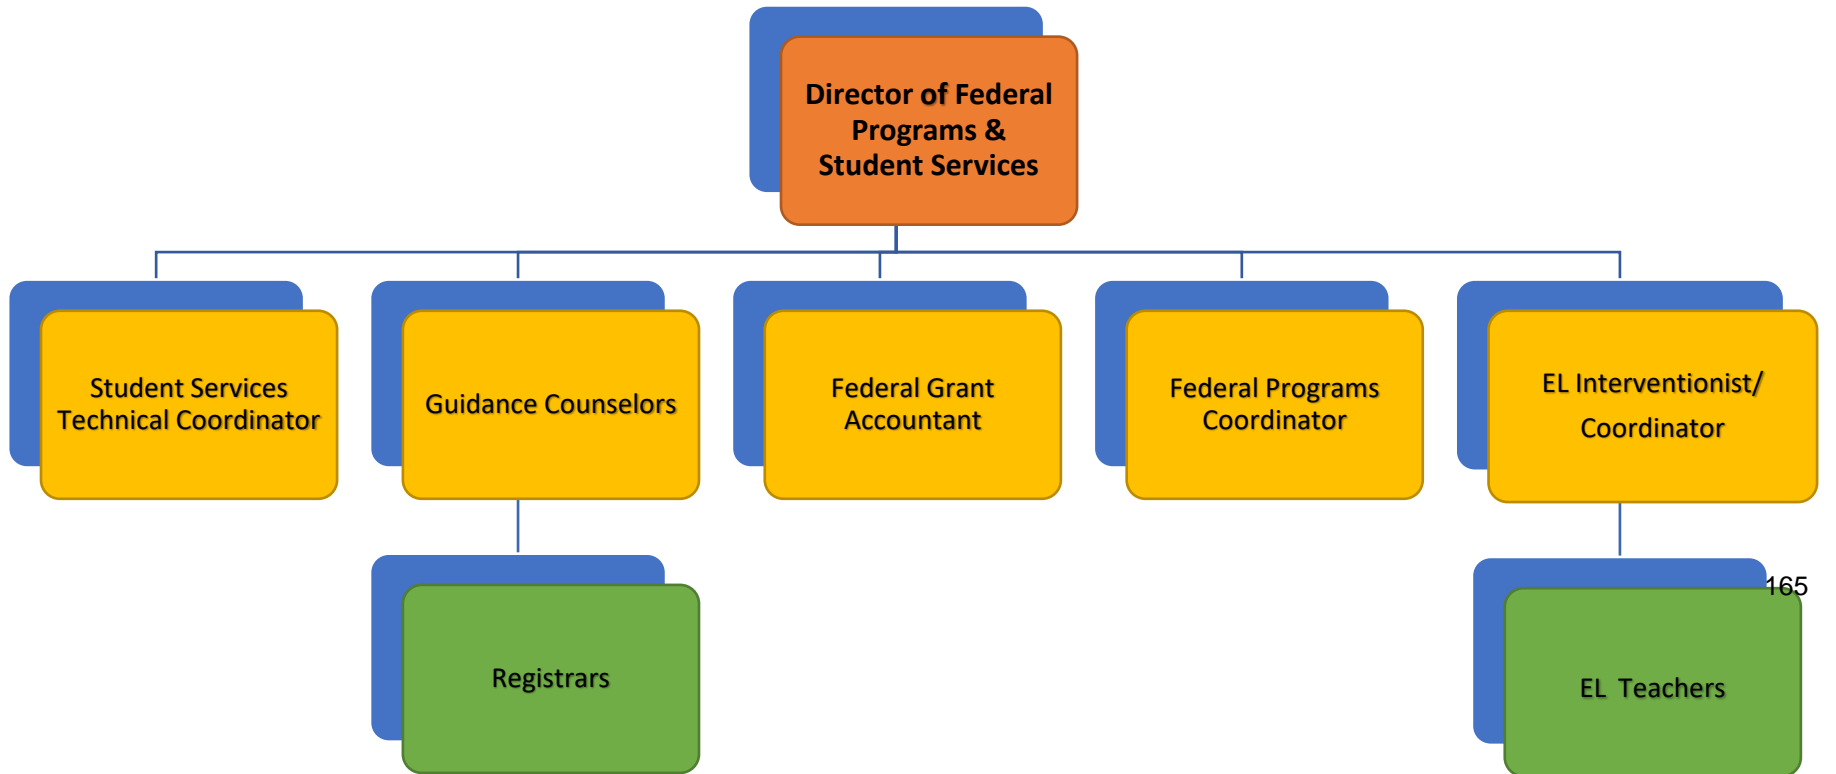 Director of Federal
Programs &
Student Services
Student Services
Technical Coordinator
Guidance Counselors
Federal Grant
Accountant
Federal Programs
Coordinator
EL Interventionist/
Coordinator
Registrars
165
EL Teachers